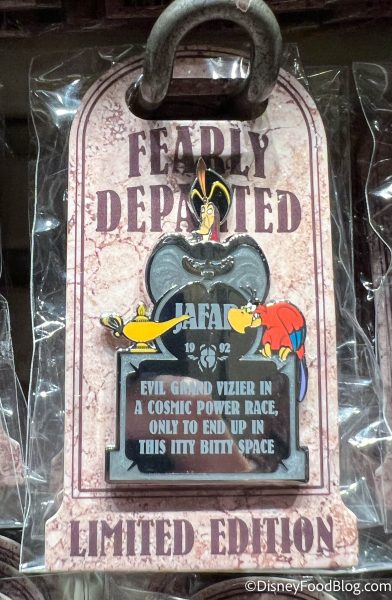 FEARLY
DEPARTED
JAFAR
19 92
EVIL GRAND VIZIER IN
A COSMIC POWER RACE,
ONLY TO END UP IN
THIS ITTY BITTY SPACE
LIMITED EDITION
©DisneyFoodBlog.com